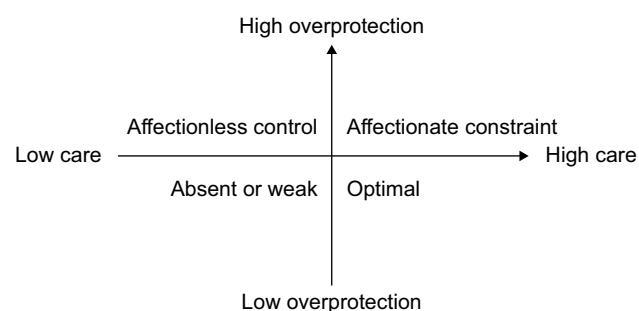 High overprotection
Affectionless control
Affectionate constraint
Low care
High care
Absent or weak
Optimal
Low overprotection